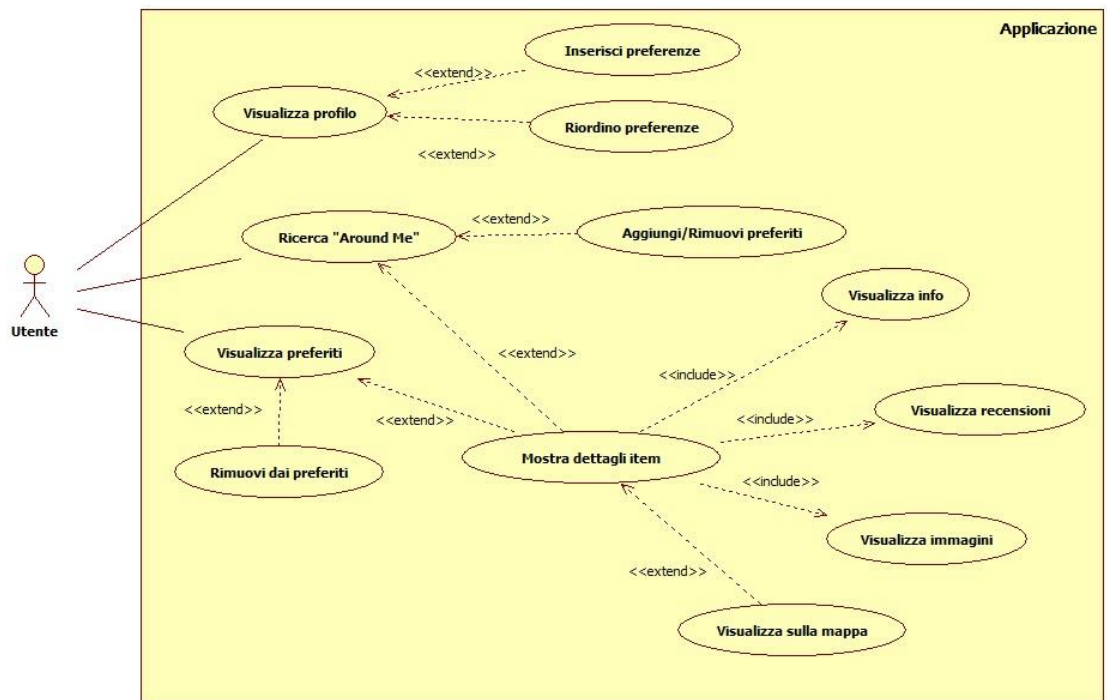 Applicazione
Inserisci preferenze
<<extend>>
Visualizza profilo
Riordino preferenze
<<extend>>
<<extend>>
Ricerca "Around Me"
Aggiungi/Rimuovi preferiti
Visualizza info
Utente
Visualizza preferiti
<<extend>>
<<include>>
<<extend>>
<<extend>>
Visualizza recensioni
<<include>>
Mostra dettagli item
Rimuovi dai preferiti
<<include>>
Visualizza immagini
<<extend>>
Visualizza sulla mappa